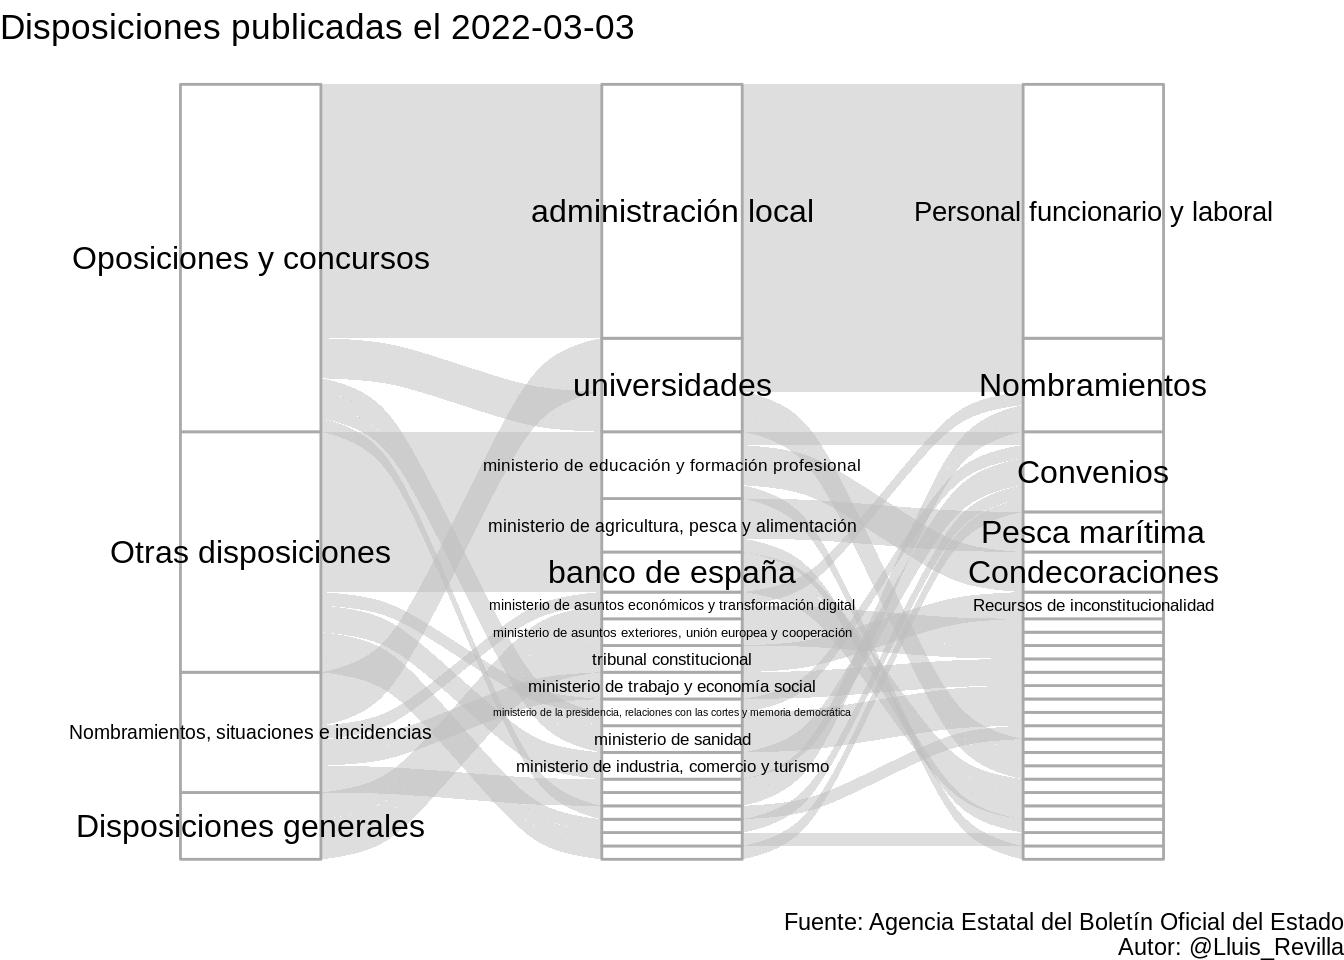 Disposiciones publicadas el 2022-03-03
Oposiciones y concursos
Otras disposiciones
Nombramientos, situaciones e incidencias
Disposiciones generales
administración local
universidades
ministerio de educación y formación profesional
ministerio de agricultura, pesca y alimentación
banco de españa
ministerio de asuntos económicos y transformación digital
ministerio de asuntos exteriores, unión europea y cooperación
tribunal constitucional
ministerio de trabajo y economía social
ministerio de la presidencia, relaciones con las cortes y memoria democrática
ministerio de sanidad
ministerio de industria, comercio y turismo
Personal funcionario y laboral
Nombramientos
Convenios
Pesca marítima
Condecoraciones
Recursos de inconstitucionalidad
Fuente: Agencia Estatal del Boletín Oficial del Estado
Autor: @Lluis_Revilla